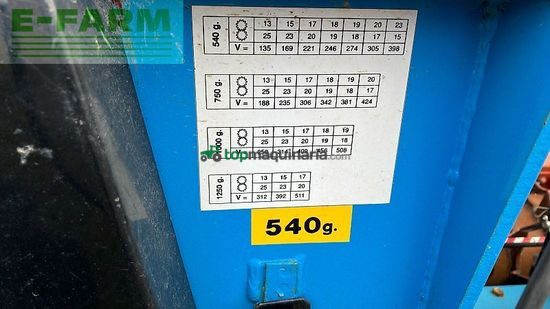 E-FARM
540 g.
13 15 17 18 19 20 23
25 23 20 19 18 17 15
V = 135 169 221 246 274 305 398
750 g.
13 15 17 18 19 20
25 23 20 19 18 17
V = 188 235 306 342 381 424
1000 g.
13 15 17 18 19
25 23 20 19 18
V = 508
topmaquinaria.com
1250 g.
13 15 17
25 23 20
V = 312 392 511
540g.